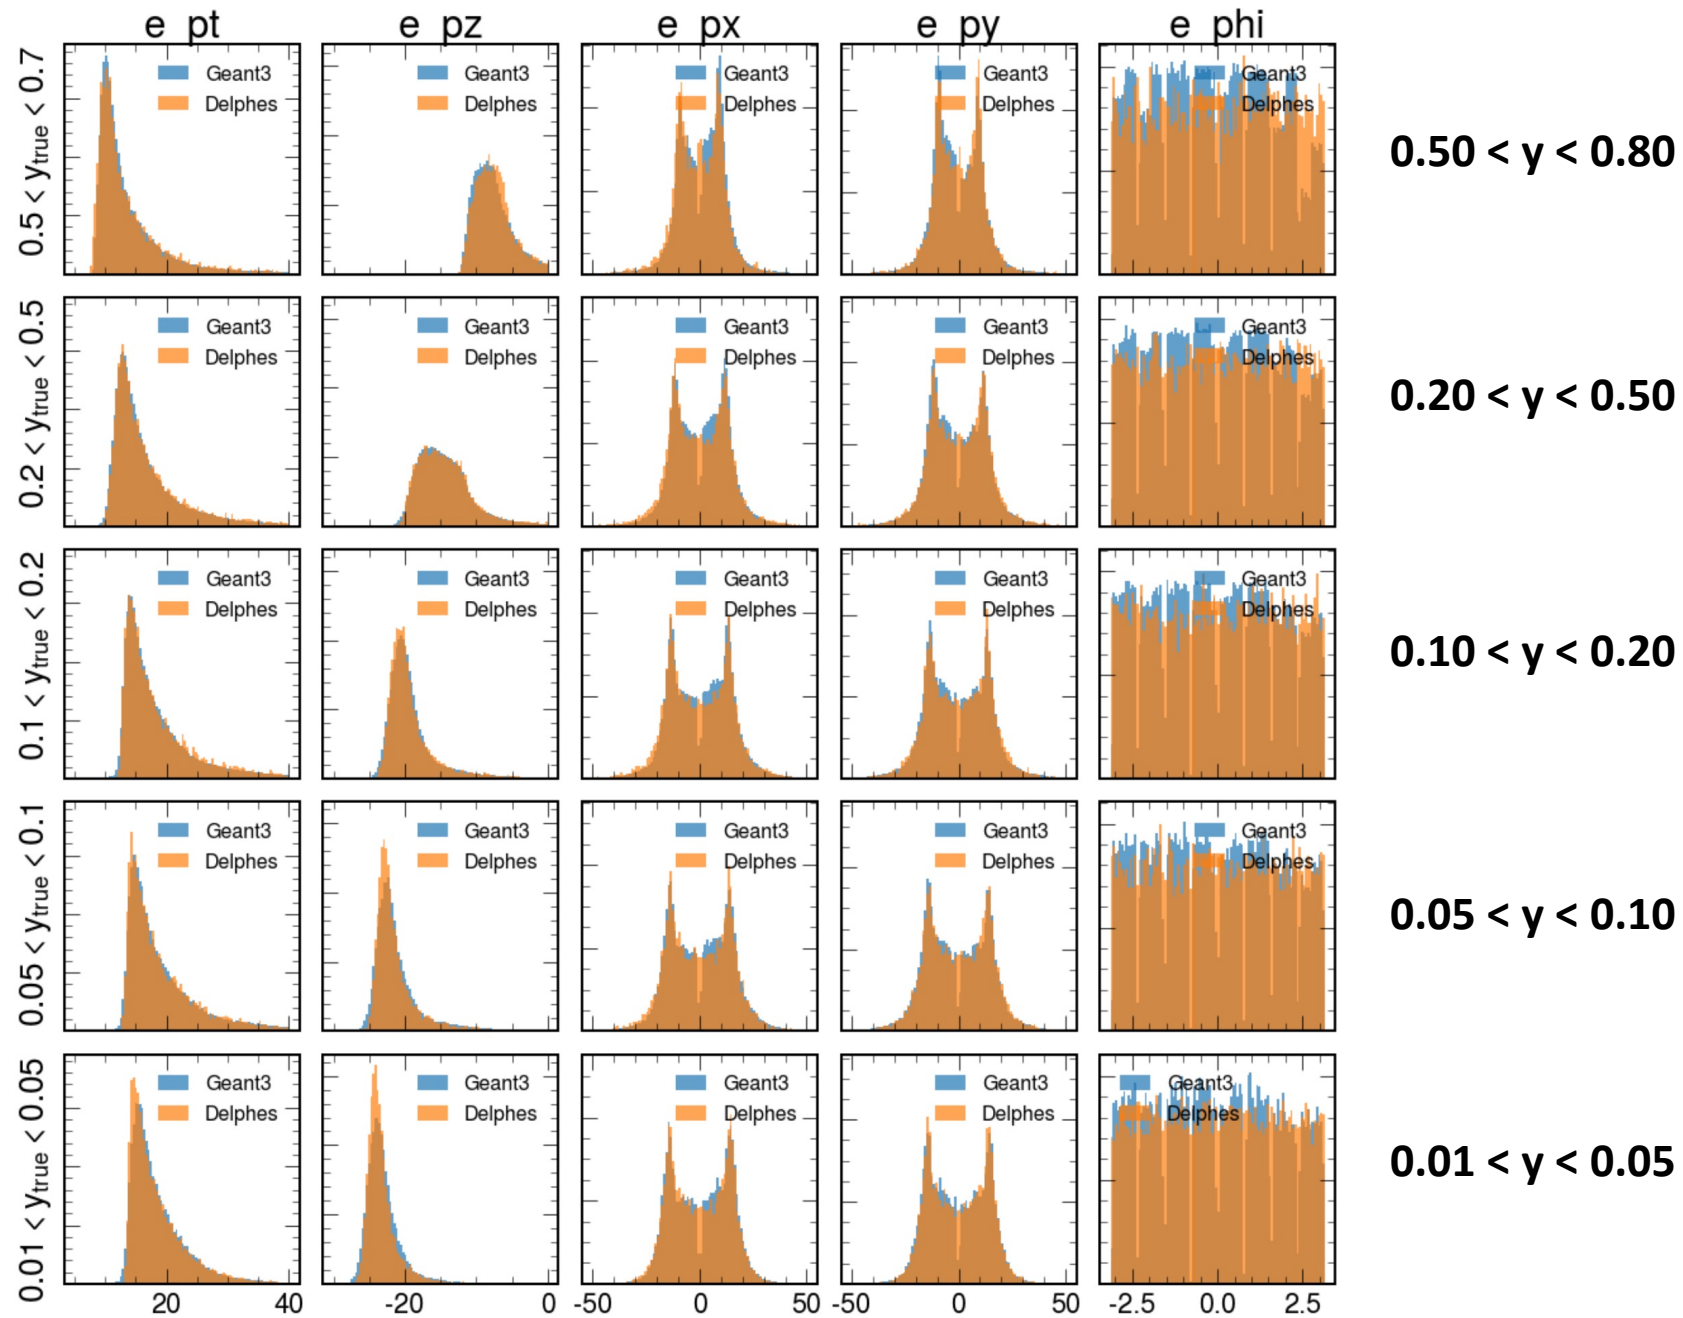 e_pt e_pz e_px e_py e_phi
0.5 < y_true < 0.7
Geant3
Delphes
Geant3
Delphes
Geant3
Delphes
Geant3
Delphes
Geant3
Delphes
0.50 < y < 0.80
0.2 < y_true < 0.5
Geant3
Delphes
Geant3
Delphes
Geant3
Delphes
Geant3
Delphes
Geant3
Delphes
0.20 < y < 0.50
0.1 < y_true < 0.2
Geant3
Delphes
Geant3
Delphes
Geant3
Delphes
Geant3
Delphes
Geant3
Delphes
0.10 < y < 0.20
0.05 < y_true < 0.1
Geant3
Delphes
Geant3
Delphes
Geant3
Delphes
Geant3
Delphes
Geant3
Delphes
0.05 < y < 0.10
0.01 < y_true < 0.05
Geant3
Delphes
Geant3
Delphes
Geant3
Delphes
Geant3
Delphes
Geant3
Delphes
0.01 < y < 0.05
20 40 -20 0 -50 0 50 -50 0 50 -2.5 0.0 2.5